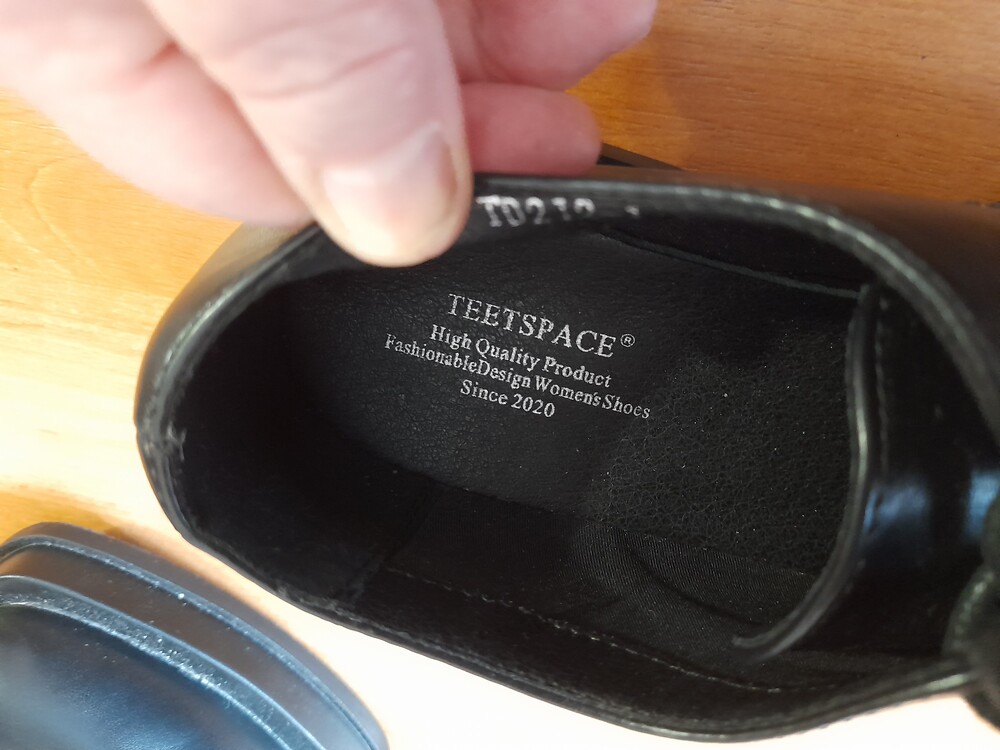 TEETSPACE®
High Quality Product
FashionableDesign Women's Shoes
Since 2020